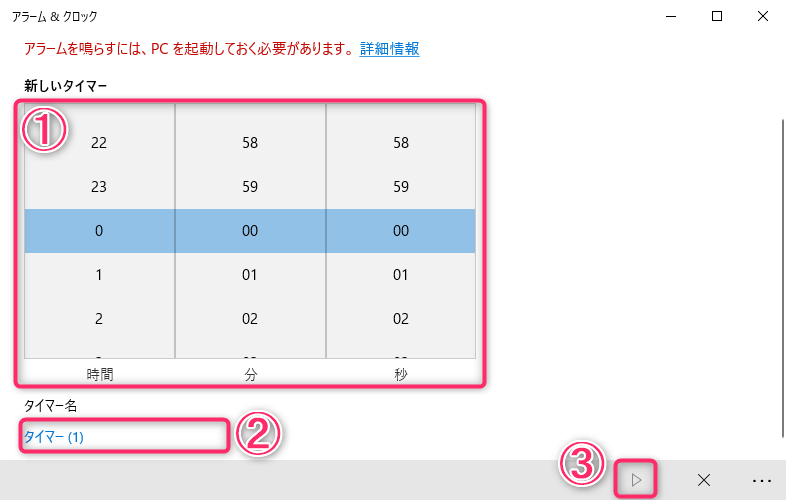 アラーム & クロック
アラームを鳴らすには、PC を起動しておく必要があります。 詳細情報
新しいタイマー
①
22 58 58
23 59 59
0 00 00
1 01 01
2 02 02
時間 分 秒
タイマー名
タイマー (1)
②
③